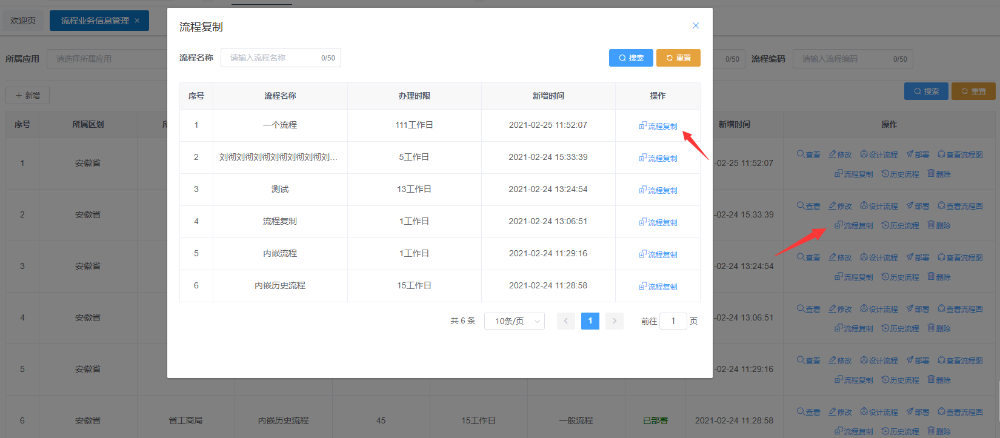 欢迎页
流程业务信息管理 ×
所属应用 请选择所属应用
0/50 流程编码 请输入流程编码 0/50
+ 新增
搜索 重置
序号 所属区划 新增时间 操作
1 安徽省 -02-25 11:52:07 查看 修改 设计流程 部署 查看流程图
流程复制 历史流程 删除
2 安徽省 -02-24 15:33:39 查看 修改 设计流程 部署 查看流程图
流程复制 历史流程 删除
3 安徽省 -02-24 13:24:54 查看 修改 设计流程 部署 查看流程图
流程复制 历史流程 删除
4 安徽省 -02-24 13:06:51 查看 修改 设计流程 部署 查看流程图
流程复制 历史流程 删除
5 安徽省 -02-24 11:29:16 查看 修改 设计流程 部署 查看流程图
流程复制 历史流程 删除
6 安徽省 省工商局 内嵌历史流程 45 15工作日 一般流程 已部署 2021-02-24 11:28:58 查看 修改 设计流程 部署 查看流程图
流程复制 历史流程 删除
流程复制
流程名称 请输入流程名称 0/50 搜索 重置
序号 流程名称 办理时限 新增时间 操作
1 一个流程 111工作日 2021-02-25 11:52:07 流程复制
2 刘彻刘彻刘彻刘彻刘彻刘彻刘... 5工作日 2021-02-24 15:33:39 流程复制
3 测试 13工作日 2021-02-24 13:24:54 流程复制
4 流程复制 1工作日 2021-02-24 13:06:51 流程复制
5 内嵌流程 1工作日 2021-02-24 11:29:16 流程复制
6 内嵌历史流程 15工作日 2021-02-24 11:28:58 流程复制
共 6 条 10条/页 1 前往 1 页